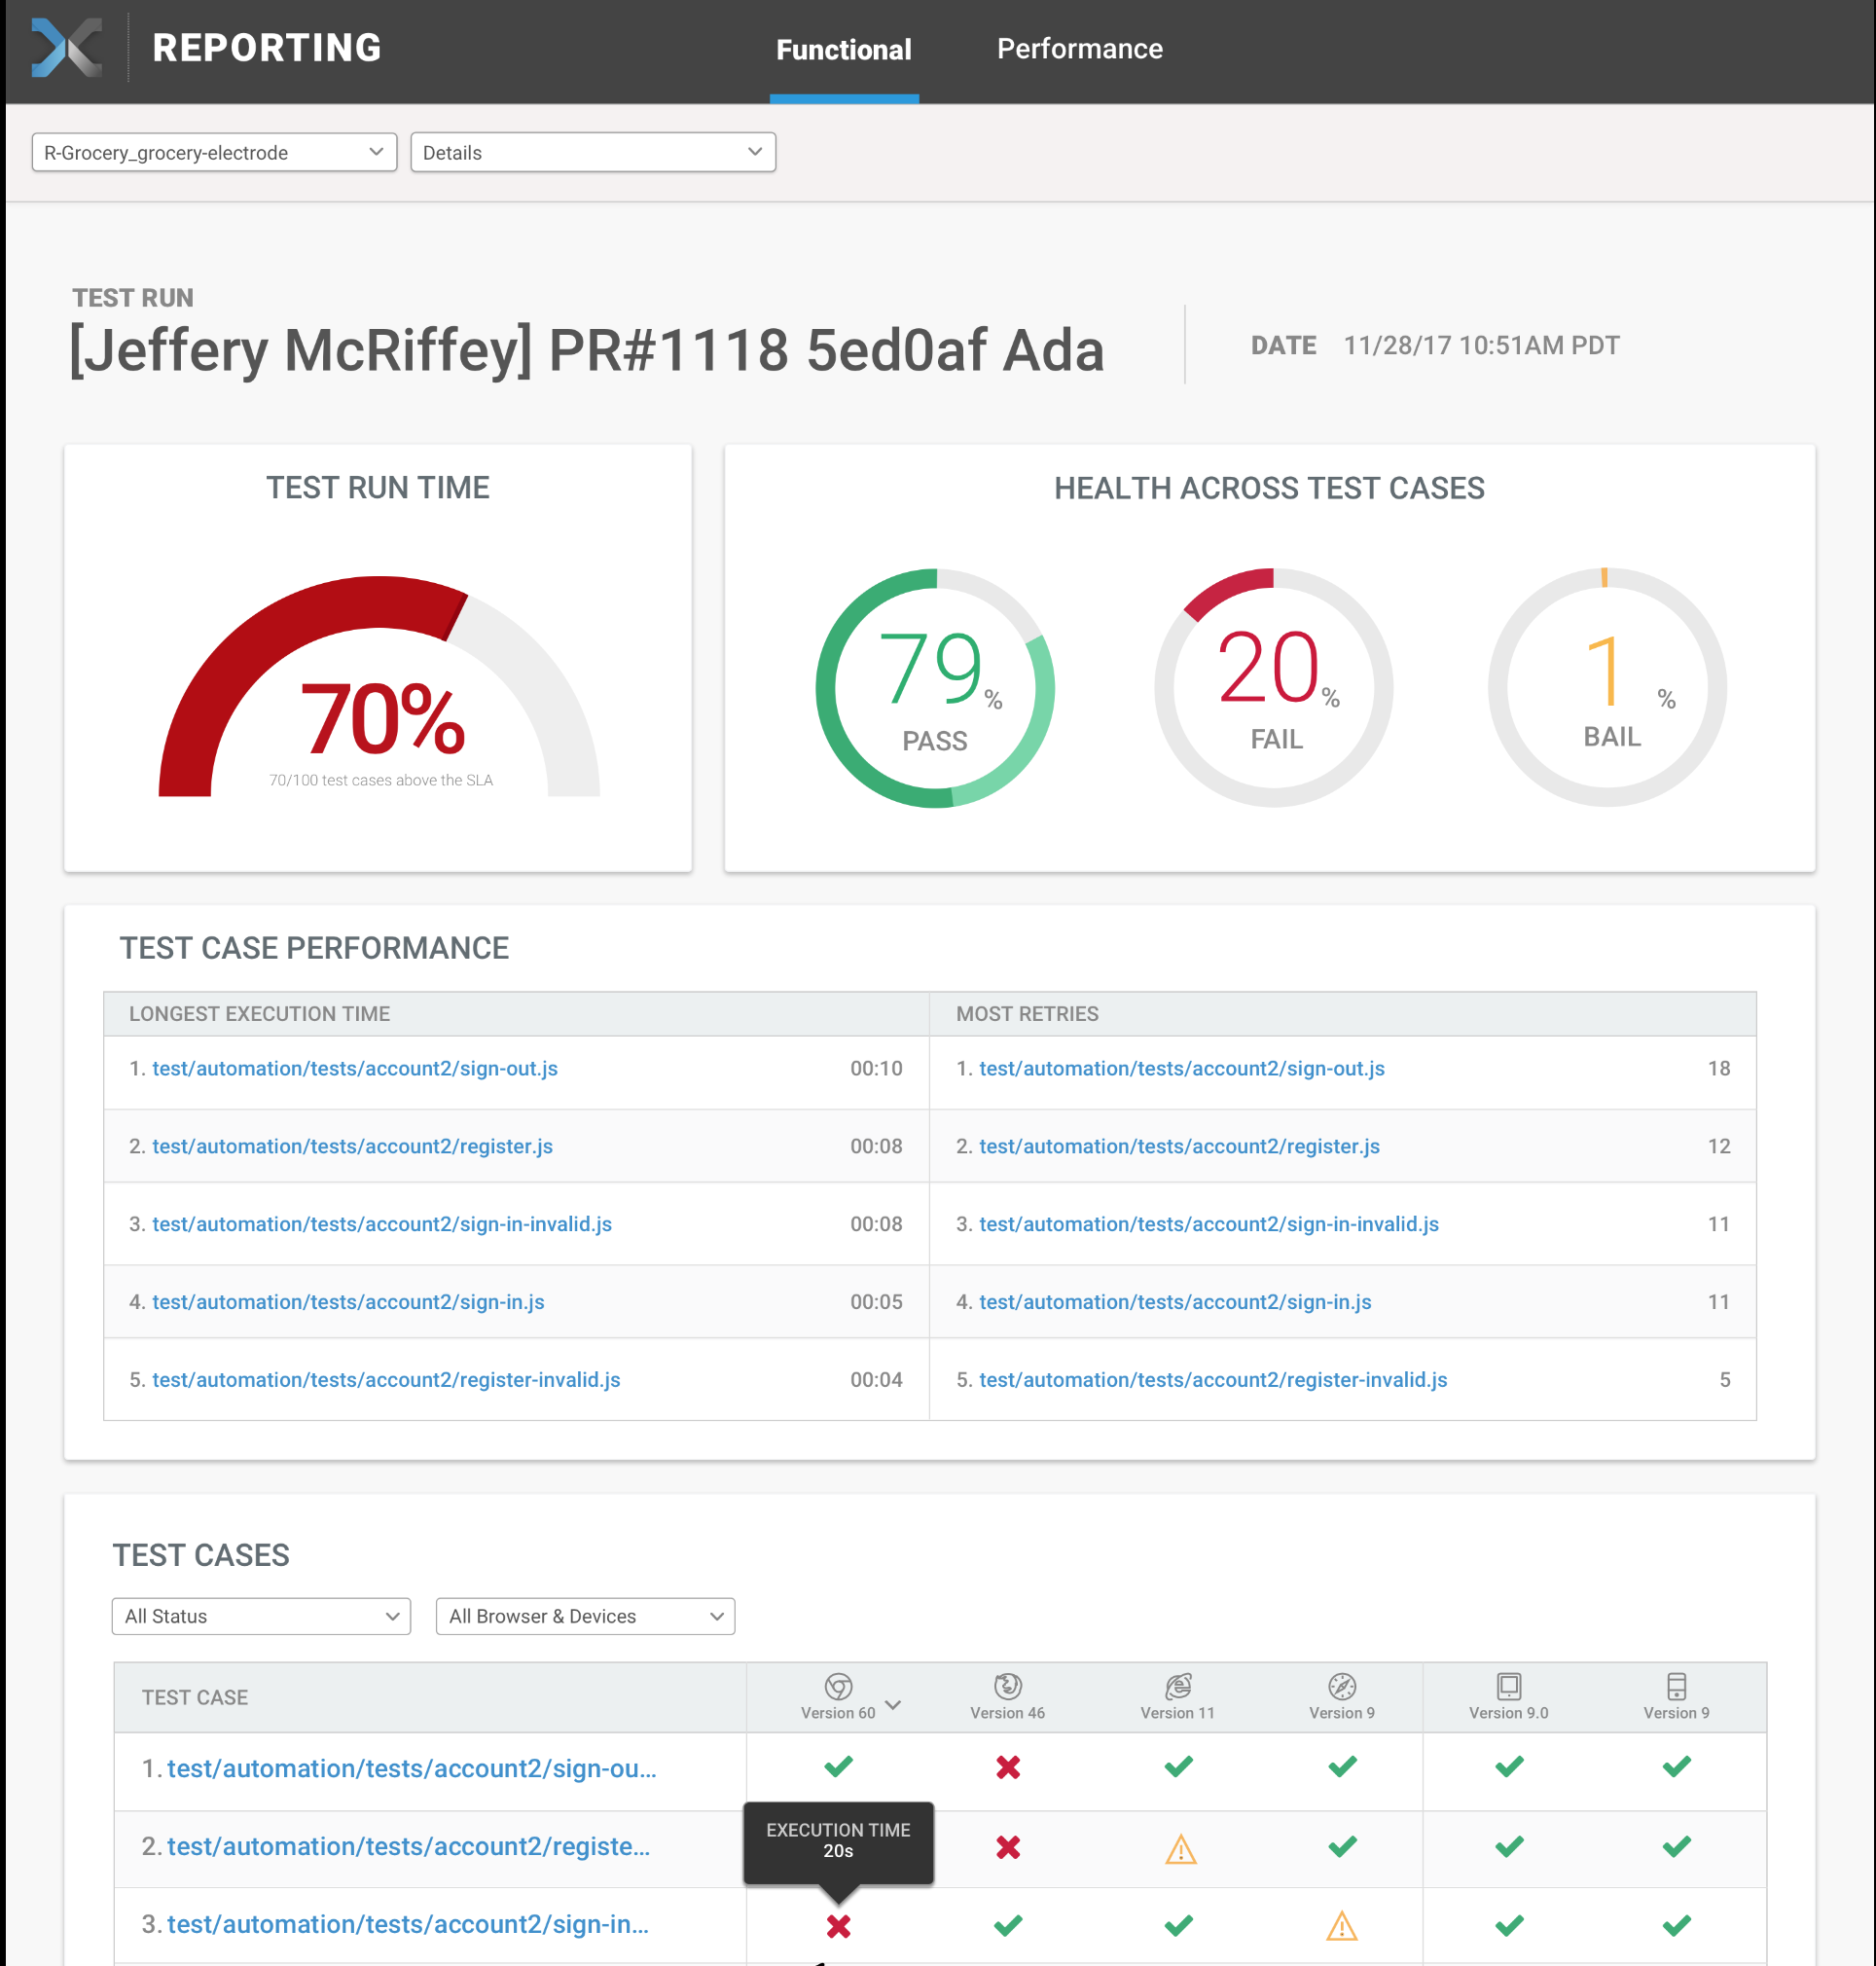 REPORTING
Functional Performance
R-Grocery_grocery-electrode Details
TEST RUN
[Jeffery McRiffey] PR#1118 5ed0af Ada
DATE 11/28/17 10:51AM PDT
TEST RUN TIME
70%
70/100 test cases above the SLA
HEALTH ACROSS TEST CASES
79% PASS
20% FAIL
1 % BAIL
TEST CASE PERFORMANCE
LONGEST EXECUTION TIME MOST RETRIES
1. test/automation/tests/account2/sign-out.js 00:10 1. test/automation/tests/account2/sign-out.js 18
2. test/automation/tests/account2/register.js 00:08 2. test/automation/tests/account2/register.js 12
3. test/automation/tests/account2/sign-in-invalid.js 00:08 3. test/automation/tests/account2/sign-in-invalid.js 11
4. test/automation/tests/account2/sign-in.js 00:05 4. test/automation/tests/account2/sign-in.js 11
5. test/automation/tests/account2/register-invalid.js 00:04 5. test/automation/tests/account2/register-invalid.js 5
TEST CASES
All Status All Browser & Devices
TEST CASE Version 60 Version 46 Version 11 Version 9 Version 9.0 Version 9
1. test/automation/tests/account2/sign-ou...
2. test/automation/tests/account2/registe...
EXECUTION TIME
20s
3. test/automation/tests/account2/sign-in...